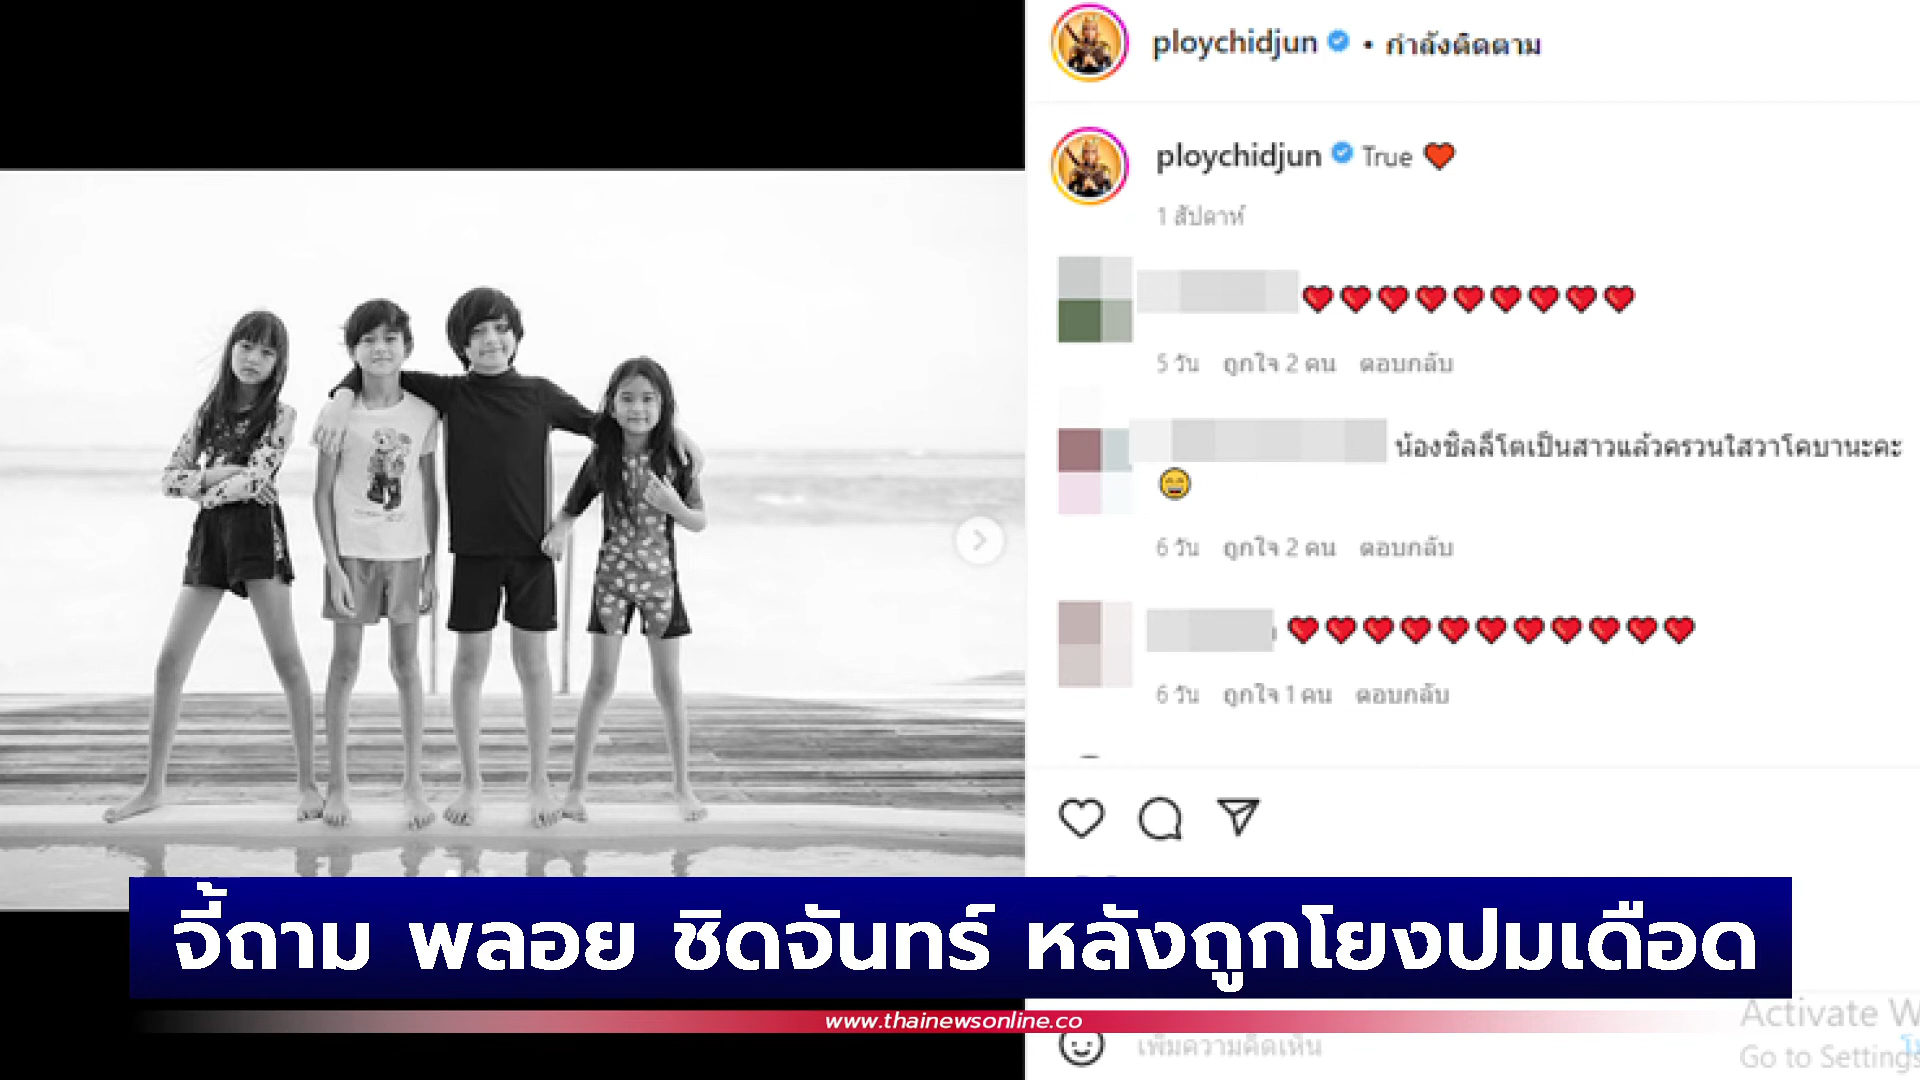 ploychidjun • กำลังติดตาม
ploychidjun True
1 สัปดาห์
5 วัน ถูกใจ 2 คน ตอบกลับ
น้องชิลลี่โตเป็นสาวแล้วควรใส่วาโคบานะคะ
6 วัน ถูกใจ 2 คน ตอบกลับ
6 วัน ถูกใจ 1 คน ตอบกลับ
จี้ถาม พลอย ชิดจันทร์ หลังถูกโยงปมเดือด
www.thainewsonline.co
เพิ่มความคิดเห็น
Activate W
Go to Settings